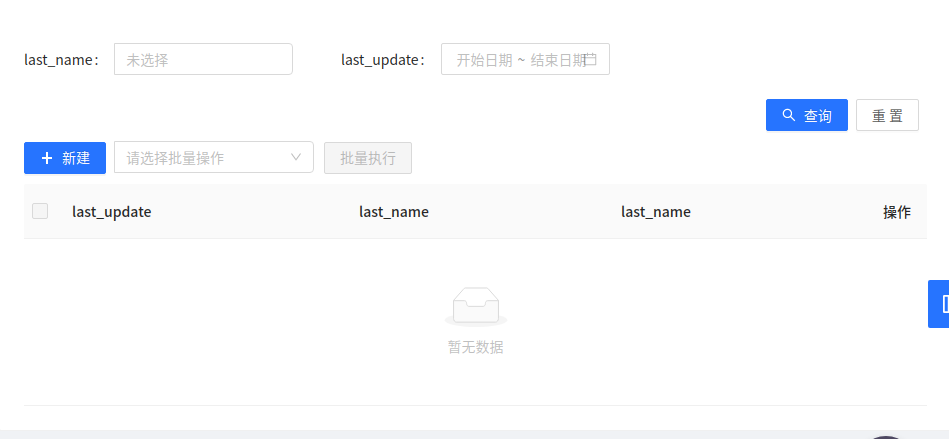 last_name： 未选择 last_update： 开始日期 ~ 结束日期
查询 重 置
新建 请选择批量操作 批量执行
last_update last_name last_name 操作
暂无数据